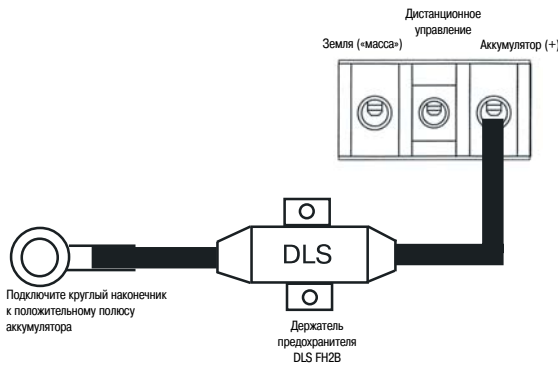 Дистанционное
управление
Земля («масса»)
Аккумулятор (+)
DLS
Подключите круглый наконечник
к положительному полюсу
аккумулятора
Держатель
предохранителя
DLS FH2B